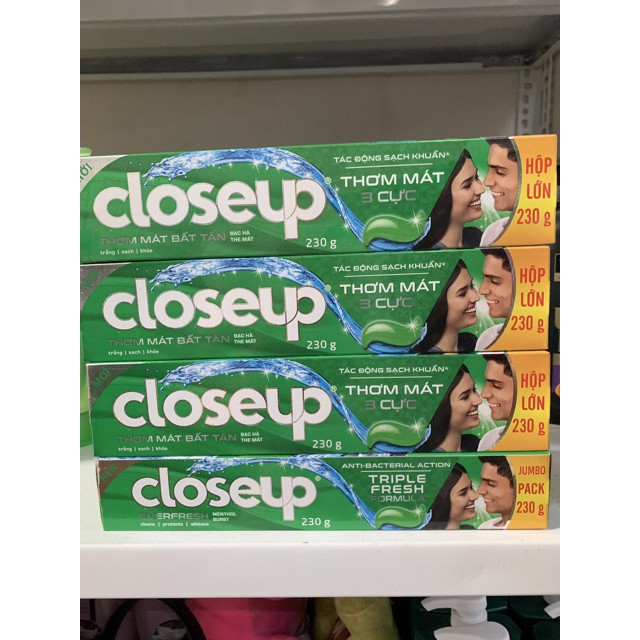 MỚI
closeup
THƠM MÁT BẤT TẬN
BẠC HÀ
THE MÁT
trắng | sạch | khỏe
230 g
TÁC ĐỘNG SẠCH KHUẨN*
THƠM MÁT
3 CỰC
HỘP
LỚN
230 g
closeup
THƠM MÁT BẤT TẬN
BẠC HÀ
THE MÁT
trắng | sạch | khỏe
230 g
TÁC ĐỘNG SẠCH KHUẨN*
THƠM MÁT
3 CỰC
HỘP
LỚN
230 g
closeup
THƠM MÁT BẤT TẬN
BẠC HÀ
THE MÁT
trắng | sạch | khỏe
230 g
TÁC ĐỘNG SẠCH KHUẨN*
THƠM MÁT
3 CỰC
HỘP
LỚN
230 g
closeup
EVERFRESH
MENTHOL
BURST
cleans | protects | whitens
230 g
ANTI-BACTERIAL ACTION
TRIPLE
FRESH
FORMULA
JUMBO
PACK
230 g